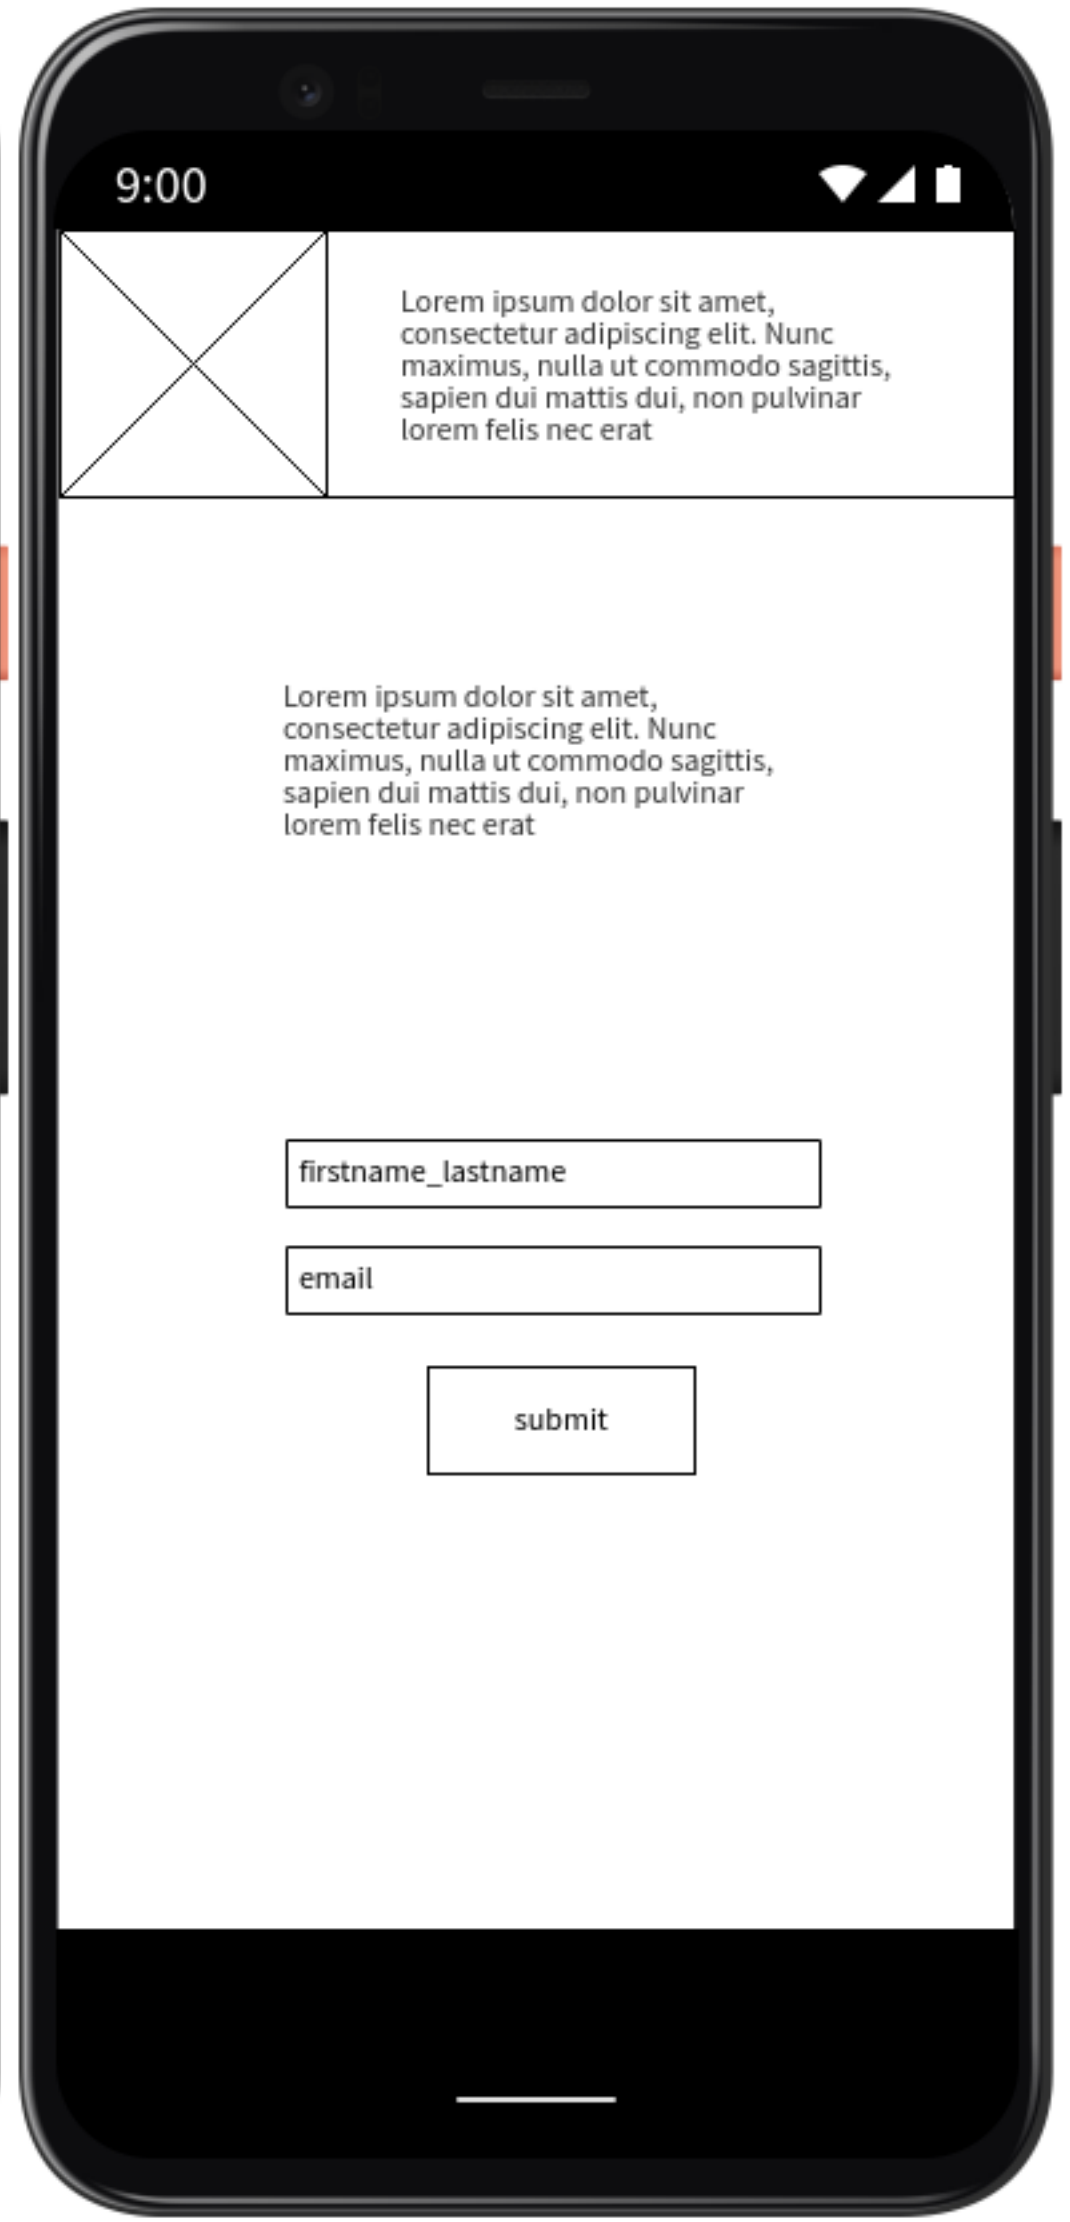 9:00
Lorem ipsum dolor sit amet,
consectetur adipiscing elit. Nunc
maximus, nulla ut commodo sagittis,
sapien dui mattis dui, non pulvinar
lorem felis nec erat
Lorem ipsum dolor sit amet,
consectetur adipiscing elit. Nunc
maximus, nulla ut commodo sagittis,
sapien dui mattis dui, non pulvinar
lorem felis nec erat
firstname_lastname
email
submit